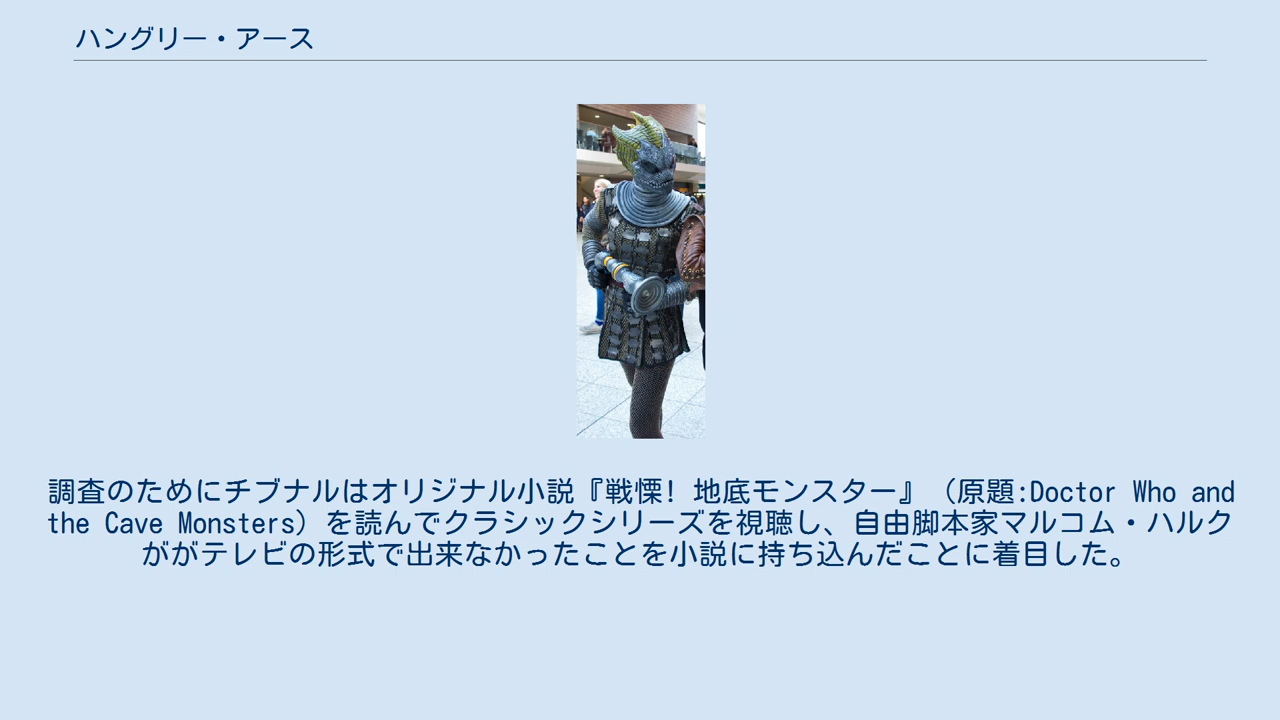 ハングリー・アース
調査のためにチブナルはオリジナル小説『戦慄! 地底モンスター』（原題:Doctor Who and
the Cave Monsters）を読んでクラシックシリーズを視聴し、自由脚本家マルコム・ハルク
ががテレビの形式で出来なかったことを小説に持ち込んだことに着目した。